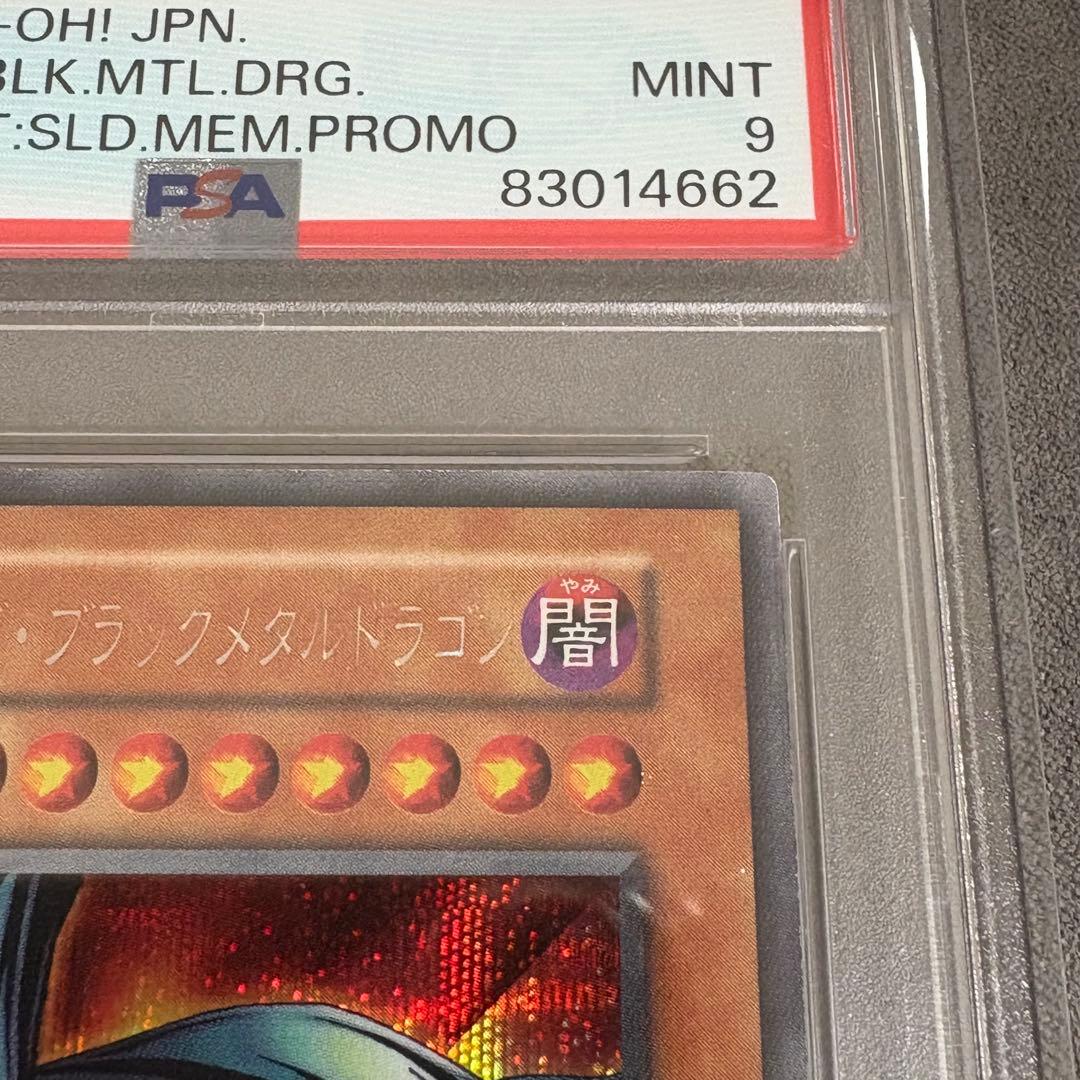 -OH! JPN.
BLK.MTL.DRG. MINT
T:SLD.MEM.PROMO 9
PSA 83014662
・ブラックメタルドラゴン
やみ
闇